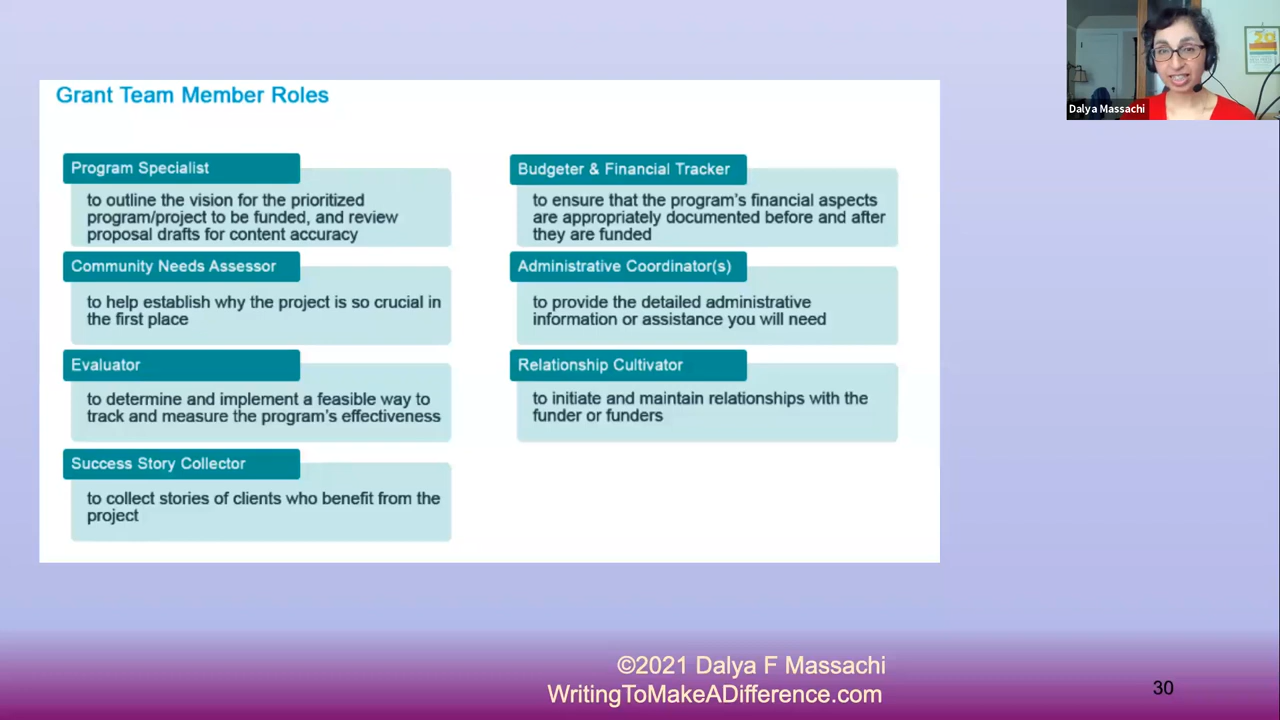 Grant Team Member Roles
Program Specialist
to outline the vision for the prioritized
program/project to be funded, and review
proposal drafts for content accuracy
Community Needs Assessor
to help establish why the project is so crucial in
the first place
Evaluator
to determine and implement a feasible way to
track and measure the program's effectiveness
Success Story Collector
to collect stories of clients who benefit from the
project
Budgeter & Financial Tracker
to ensure that the program's financial aspects
are appropriately documented before and after
they are funded
Administrative Coordinator(s)
to provide the detailed administrative
information or assistance you will need
Relationship Cultivator
to initiate and maintain relationships with the
funder or funders
Dalya Massachi
©2021 Dalya F Massachi
WritingToMakeADifference.com
30